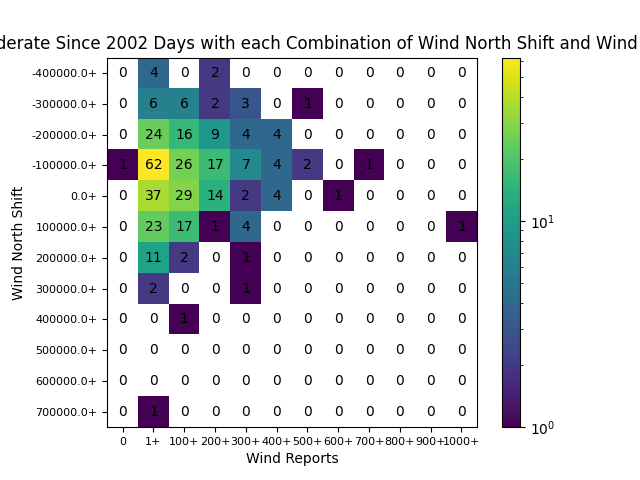 derate Since 2002 Days with each Combination of Wind North Shift and Wind
-400000.0+ 0 4 0 2 0 0 0 0 0 0 0 0
-300000.0+ 0 6 6 2 3 0 1 0 0 0 0 0
-200000.0+ 0 24 16 9 4 4 0 0 0 0 0 0
-100000.0+ 1 62 26 17 7 4 2 0 1 0 0 0
0.0+ 0 37 29 14 2 4 0 1 0 0 0 0
100000.0+ 0 23 17 1 4 0 0 0 0 0 0 1
200000.0+ 0 11 2 0 1 0 0 0 0 0 0 0
300000.0+ 0 2 0 0 1 0 0 0 0 0 0 0
400000.0+ 0 0 1 0 0 0 0 0 0 0 0 0
500000.0+ 0 0 0 0 0 0 0 0 0 0 0 0
600000.0+ 0 0 0 0 0 0 0 0 0 0 0 0
700000.0+ 0 1 0 0 0 0 0 0 0 0 0 0
0 1+ 100+ 200+ 300+ 400+ 500+ 600+ 700+ 800+ 900+ 1000+
Wind Reports
Wind North Shift
10¹
10⁰